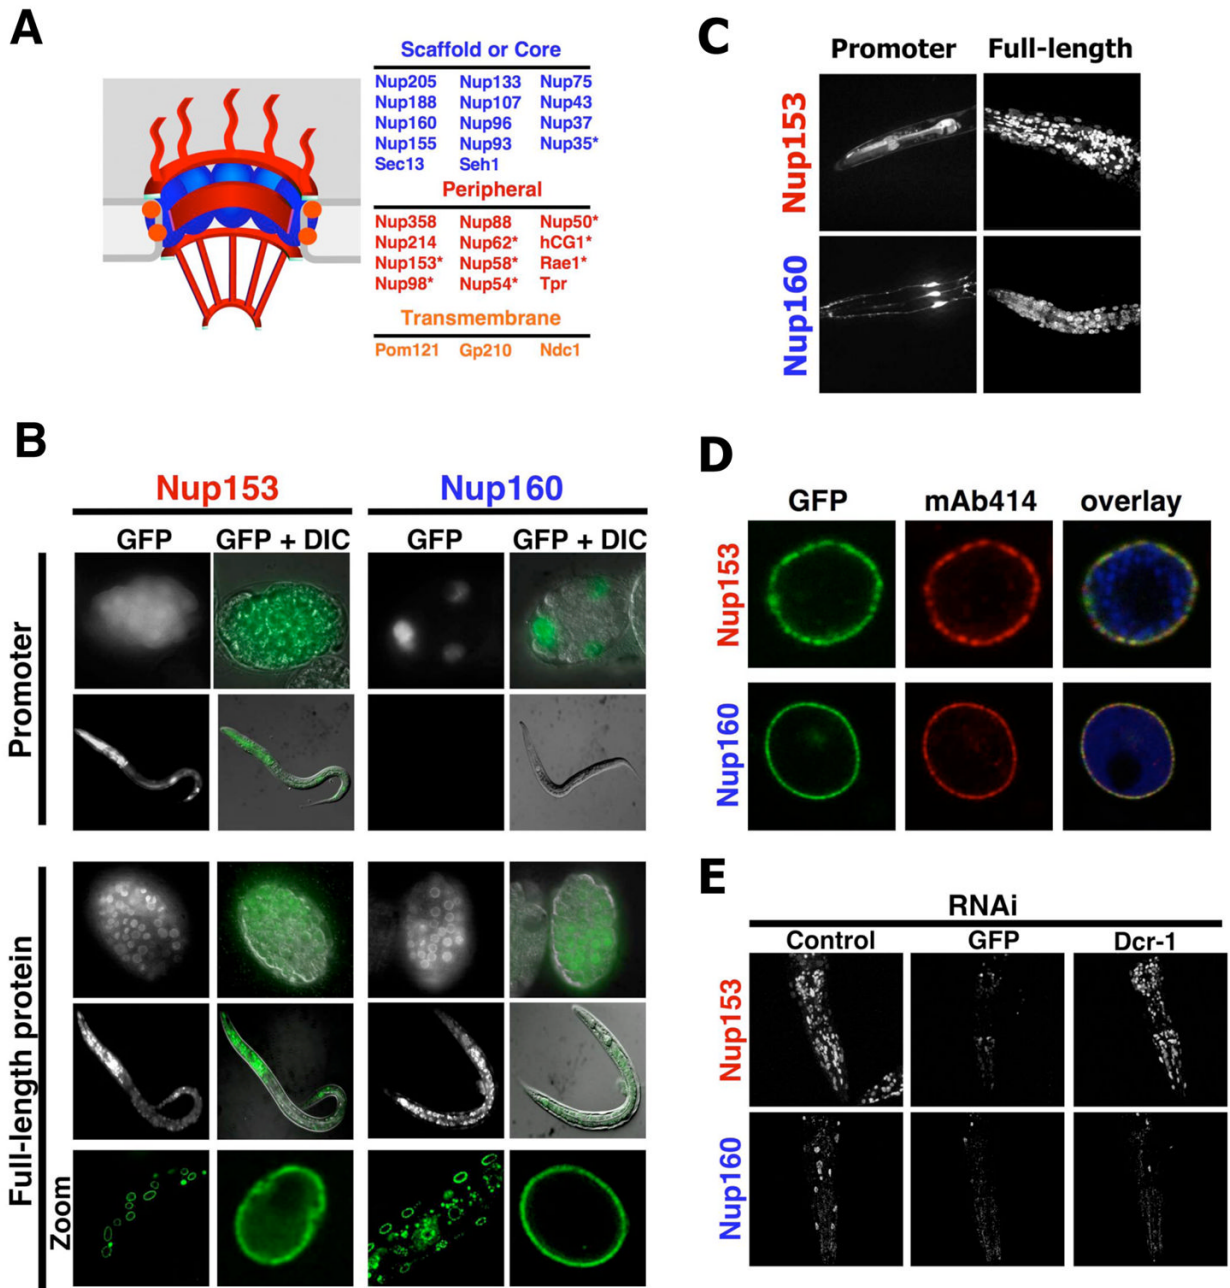 A
Scaffold or Core
Nup205 Nup133 Nup75
Nup188 Nup107 Nup43
Nup160 Nup96 Nup37
Nup155 Nup93 Nup35*
Sec13 Seh1
Peripheral
Nup358 Nup88 Nup50*
Nup214 Nup62* hCG1*
Nup153* Nup58* Rae1*
Nup98* Nup54* Tpr
Transmembrane
Pom121 Gp210 Ndc1
C
Promoter Full-length
Nup153
Nup160
B
Nup153 Nup160
GFP GFP + DIC GFP GFP + DIC
Promoter
Full-length protein
Zoom
D
GFP mAb414 overlay
Nup153
Nup160
E
RNAi
Control GFP Dcr-1
Nup153
Nup160